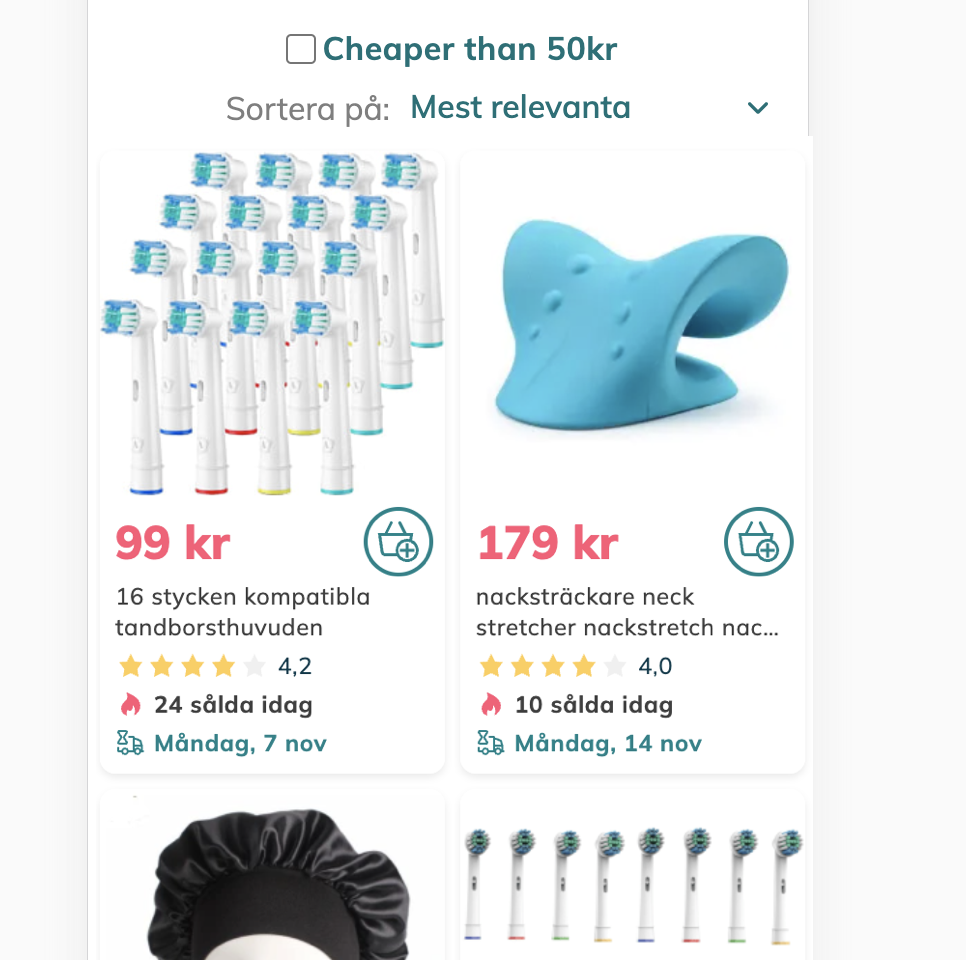 Cheaper than 50kr
Sortera på: Mest relevanta
99 kr
16 stycken kompatibla
tandborsthuvuden
4,2
24 sålda idag
Måndag, 7 nov
179 kr
nacksträckare neck
stretcher nackstretch nac...
4,0
10 sålda idag
Måndag, 14 nov